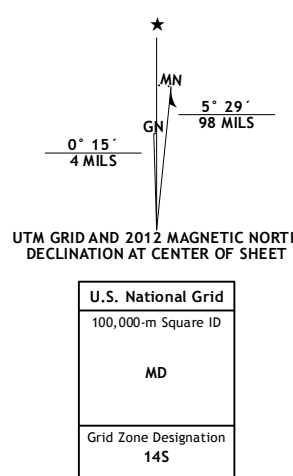 ★
MN
GN
5° 29´
98 MILS
0° 15´
4 MILS
UTM GRID AND 2012 MAGNETIC NORTH
DECLINATION AT CENTER OF SHEET
U.S. National Grid
100,000-m Square ID
MD
Grid Zone Designation
14S